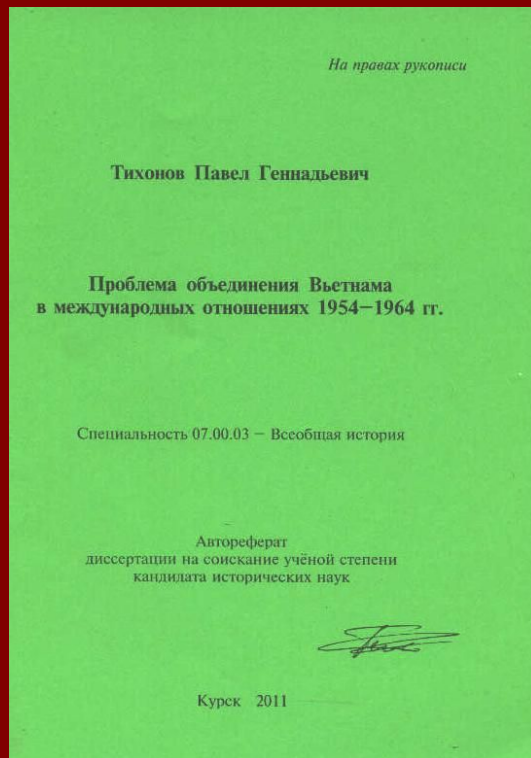 На правах рукописи
Тихонов Павел Геннадьевич
Проблема объединения Вьетнама
в международных отношениях 1954—1964 гг.
Специальность 07.00.03 — Всеобщая история
Автореферат
диссертации на соискание учёной степени
кандидата исторических наук
Курск 2011